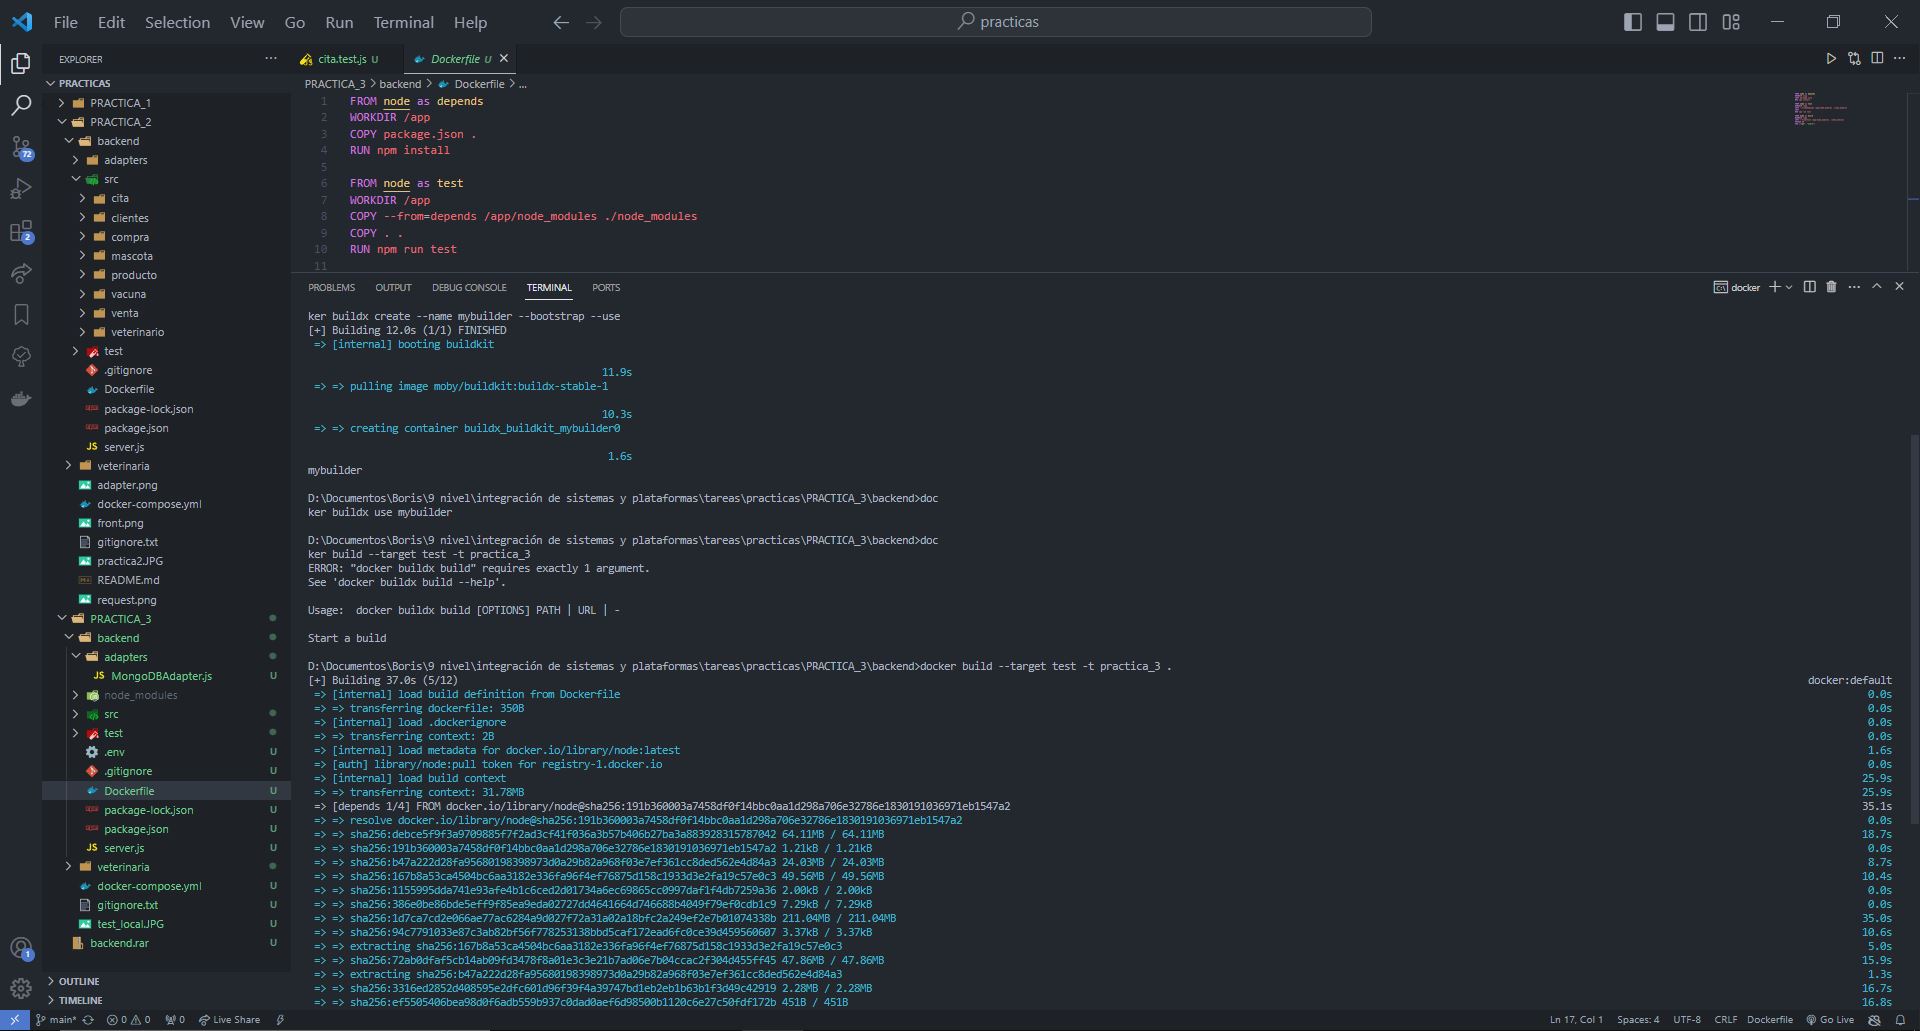 File Edit Selection View Go Run Terminal Help
practicas
EXPLORER
PRACTICAS
PRACTICA_1
PRACTICA_2
backend
adapters
src
cita
clientes
compra
mascota
producto
vacuna
venta
veterinario
test
.gitignore
Dockerfile
package-lock.json
package.json
JS server.js
veterinaria
adapter.png
docker-compose.yml
front.png
gitignore.txt
practica2.JPG
README.md
request.png
PRACTICA_3
backend
adapters
JS MongoDBAdapter.js U
node_modules
src
test
.env U
.gitignore U
Dockerfile U
package-lock.json U
package.json U
JS server.js U
veterinaria
docker-compose.yml U
gitignore.txt U
test_local.JPG U
backend.rar U
OUTLINE
TIMELINE
72
2
1
cita.test.js U
Dockerfile U
PRACTICA_3 > backend > Dockerfile > ...
1 FROM node as depends
2 WORKDIR /app
3 COPY package.json .
4 RUN npm install
5
6 FROM node as test
7 WORKDIR /app
8 COPY --from=depends /app/node_modules ./node_modules
9 COPY . .
10 RUN npm run test
11
PROBLEMS OUTPUT DEBUG CONSOLE TERMINAL PORTS
docker
ker buildx create --name mybuilder --bootstrap --use
[+] Building 12.0s (1/1) FINISHED
=> [internal] booting buildkit
11.9s
=> => pulling image moby/buildkit:buildx-stable-1
10.3s
=> => creating container buildx_buildkit_mybuilder0
1.6s
mybuilder
D:\Documentos\Boris\9 nivel\integración de sistemas y plataformas\tareas\practicas\PRACTICA_3\backend>doc
ker buildx use mybuilder
D:\Documentos\Boris\9 nivel\integración de sistemas y plataformas\tareas\practicas\PRACTICA_3\backend>doc
ker build --target test -t practica_3
ERROR: "docker buildx build" requires exactly 1 argument.
See 'docker buildx build --help'.
Usage:  docker buildx build [OPTIONS] PATH | URL | -
Start a build
D:\Documentos\Boris\9 nivel\integración de sistemas y plataformas\tareas\practicas\PRACTICA_3\backend>docker build --target test -t practica_3 .
[+] Building 37.0s (5/12) docker:default
=> [internal] load build definition from Dockerfile 0.0s
=> => transferring dockerfile: 350B 0.0s
=> [internal] load .dockerignore 0.0s
=> => transferring context: 2B 0.0s
=> [internal] load metadata for docker.io/library/node:latest 1.6s
=> [auth] library/node:pull token for registry-1.docker.io 0.0s
=> [internal] load build context 25.9s
=> => transferring context: 31.78MB 25.9s
=> [depends 1/4] FROM docker.io/library/node@sha256:191b360003a7458df0f14bbc0aa1d298a706e32786e1830191036971eb1547a2 35.1s
=> => resolve docker.io/library/node@sha256:191b360003a7458df0f14bbc0aa1d298a706e32786e1830191036971eb1547a2 0.0s
=> => sha256:debce5f9f3a9709885f7f2ad3cf41f036a3b57b406b27ba3a883928315787042 64.11MB / 64.11MB 18.7s
=> => sha256:191b360003a7458df0f14bbc0aa1d298a706e32786e1830191036971eb1547a2 1.21kB / 1.21kB 0.0s
=> => sha256:b47a222d28fa95680198398973d0a29b82a968f03e7ef361cc8ded562e4d84a3 24.03MB / 24.03MB 8.7s
=> => sha256:167b8a53ca4504bc6aa3182e336fa96f4ef76875d158c1933d3e2fa19c57e0c3 49.56MB / 49.56MB 10.4s
=> => sha256:1155995dda741e93afe4b1c6ced2d01734a6ec69865cc0997daf1f4db7259a36 2.00kB / 2.00kB 0.0s
=> => sha256:386e0be86bde5eff9f85ea9eda02727dd4641664d746688b4049f79ef0cdb1c9 7.29kB / 7.29kB 0.0s
=> => sha256:1d7ca7cd2e066ae77ac6284a9d027f72a31a02a18bfc2a249ef2e7b01074338b 211.04MB / 211.04MB 35.0s
=> => sha256:94c7791033e87c3ab82bf56f778253138bbd5caf172ead6fc0ce39d459560607 3.37kB / 3.37kB 10.6s
=> => extracting sha256:167b8a53ca4504bc6aa3182e336fa96f4ef76875d158c1933d3e2fa19c57e0c3 5.0s
=> => sha256:72ab0dfaf5cb14ab09fd3478f8a01e3c3e21b7ad06e7b04ccac2f304d455ff45 47.86MB / 47.86MB 15.9s
=> => extracting sha256:b47a222d28fa95680198398973d0a29b82a968f03e7ef361cc8ded562e4d84a3 1.3s
=> => sha256:3316ed2852d408595e2dfc601d96f39f4a39747bd1eb2eb1b63b1f3d49c42919 2.28MB / 2.28MB 16.7s
=> => sha256:ef5505406bea98d0f6adb559b937c0dad0aef6d98500b1120c6e27c50fdf172b 451B / 451B 16.8s
main* 0 0 0 Live Share
Ln 17, Col 1 Spaces: 4 UTF-8 CRLF Dockerfile Go Live